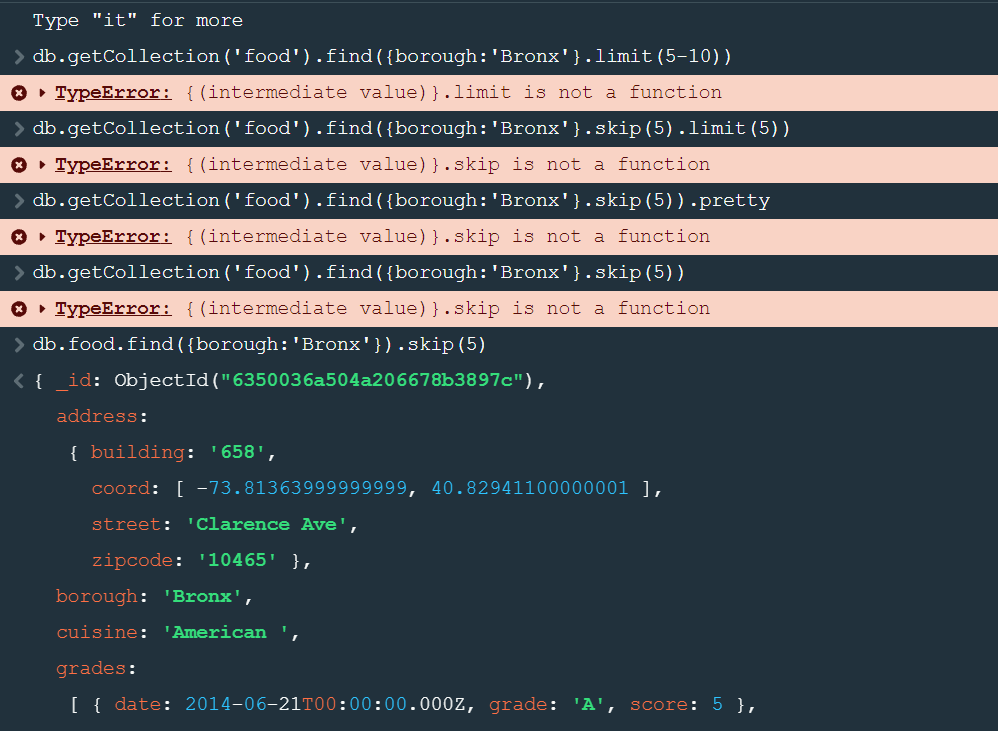 Type "it" for more
db.getCollection('food').find({borough:'Bronx'}.limit(5-10))
TypeError: {(intermediate value)}.limit is not a function
db.getCollection('food').find({borough:'Bronx'}.skip(5).limit(5))
TypeError: {(intermediate value)}.skip is not a function
db.getCollection('food').find({borough:'Bronx'}.skip(5)).pretty
TypeError: {(intermediate value)}.skip is not a function
db.getCollection('food').find({borough:'Bronx'}.skip(5))
TypeError: {(intermediate value)}.skip is not a function
db.food.find({borough:'Bronx'}).skip(5)
{ _id: ObjectId("6350036a504a206678b3897c"),
address:
{ building: '658',
coord: [ -73.81363999999999, 40.82941100000001 ],
street: 'Clarence Ave',
zipcode: '10465' },
borough: 'Bronx',
cuisine: 'American ',
grades:
[ { date: 2014-06-21T00:00:00.000Z, grade: 'A', score: 5 },